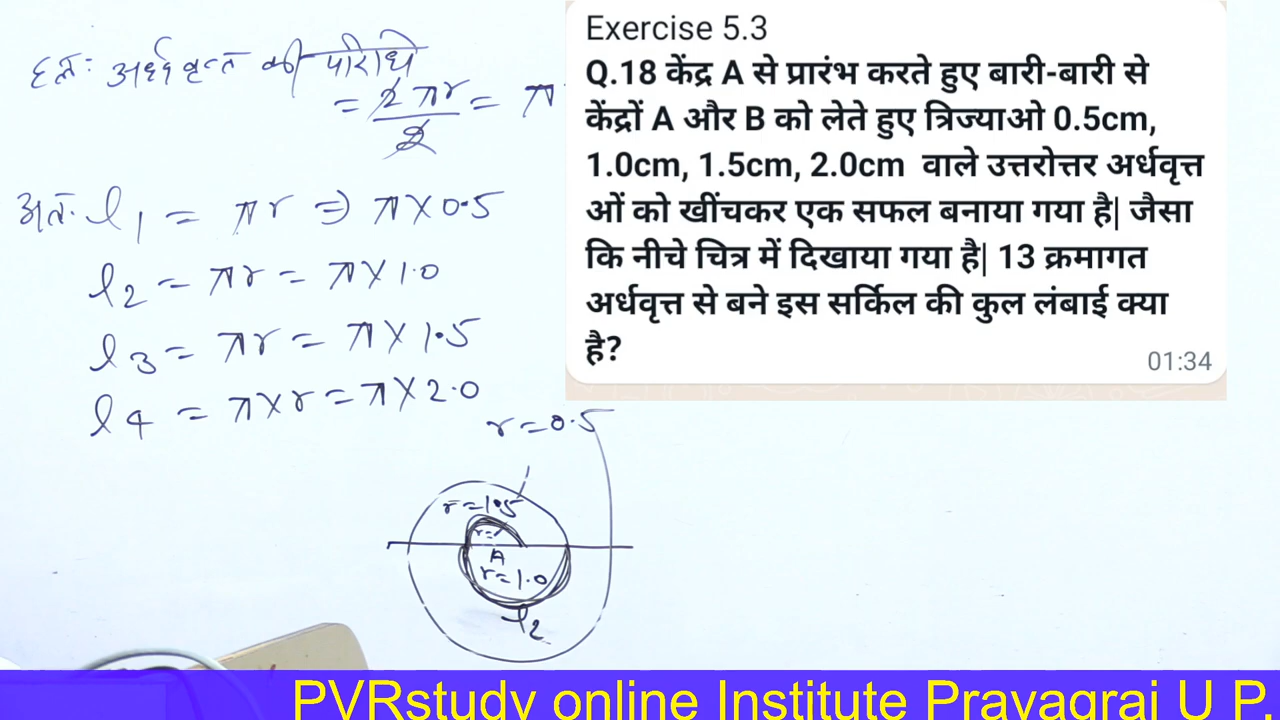 हलः अर्धवृत्त की परिधि
= 2πr/2 = π
अतः l1 = πr ⇒ π×0.5
l2 = πr = π×1.0
l3 = πr = π×1.5
l4 = π×r = π×2.0
r=0.5
r=1.5
r=
A
r=1.0
l2
Exercise 5.3
Q.18 केंद्र A से प्रारंभ करते हुए बारी-बारी से
केंद्रों A और B को लेते हुए त्रिज्याओ 0.5cm,
1.0cm, 1.5cm, 2.0cm वाले उत्तरोत्तर अर्धवृत्त
ओं को खींचकर एक सफल बनाया गया है| जैसा
कि नीचे चित्र में दिखाया गया है| 13 क्रमागत
अर्धवृत्त से बने इस सर्किल की कुल लंबाई क्या
है?
01:34
PVRstudy online Institute Prayagraj U P.